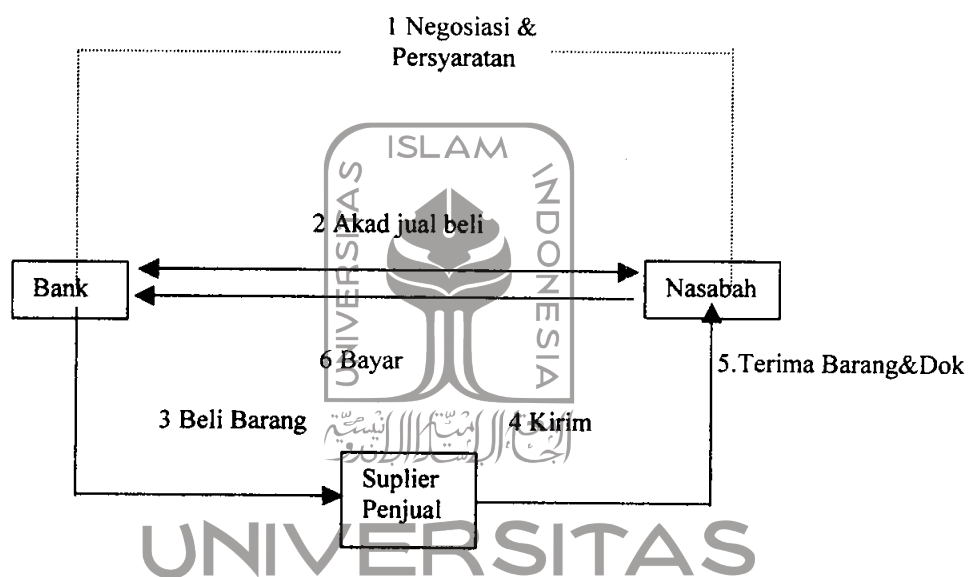 1 Negosiasi &
Persyaratan
ISLAM
UNIVERSITAS
INDONESIA
2 Akad jual beli
Bank
Nasabah
6 Bayar
5.Terima Barang&Dok
3 Beli Barang
4 Kirim
Suplier
Penjual
UNIVERSITAS